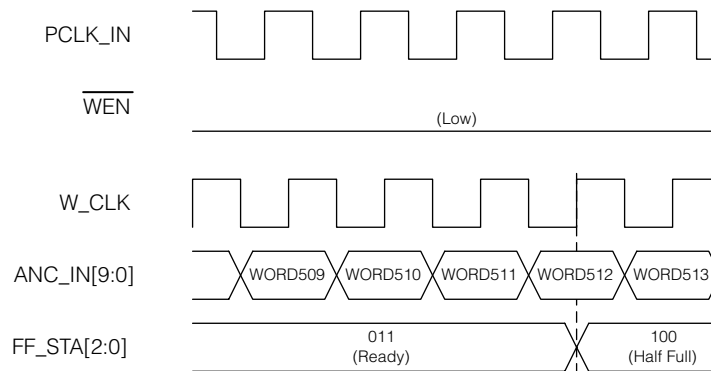 PCLK_IN
WEN
(Low)
W_CLK
ANC_IN[9:0]
WORD509 WORD510 WORD511 WORD512 WORD513
FF_STA[2:0]
011
(Ready)
100
(Half Full)